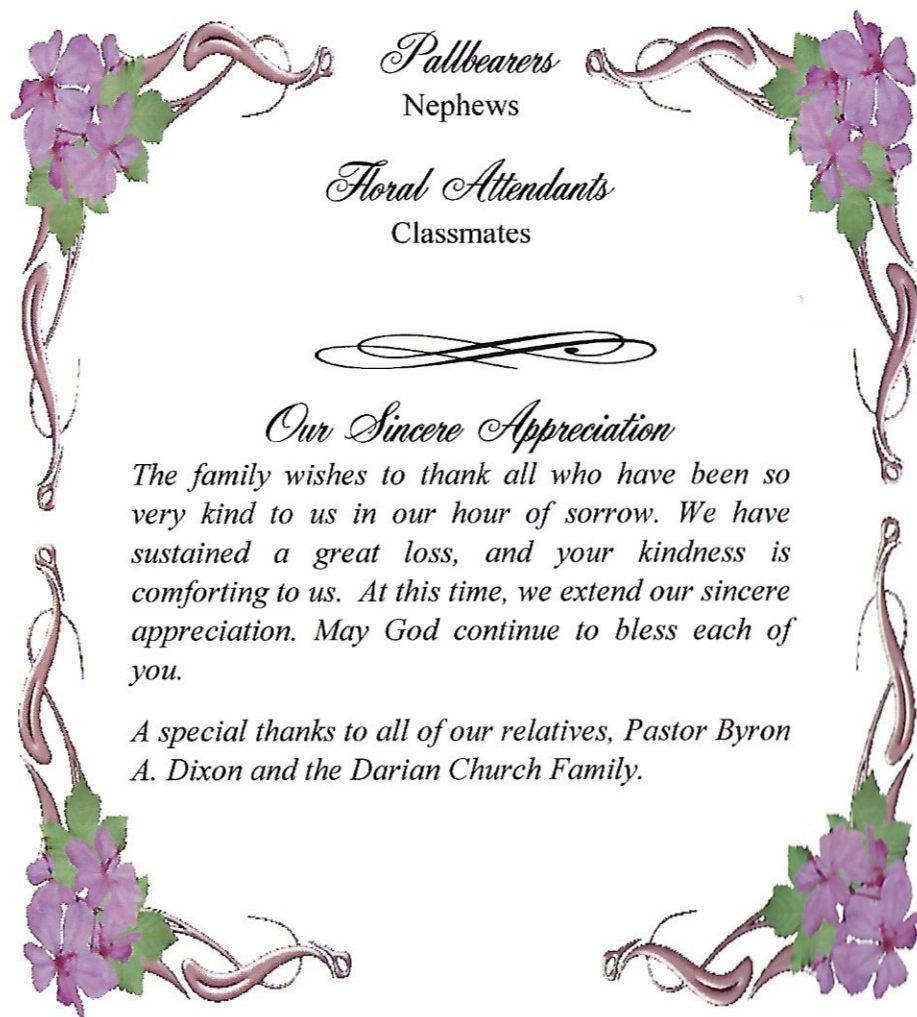 Pallbearers
Nephews
Floral Attendants
Classmates
Our Sincere Appreciation
The family wishes to thank all who have been so
very kind to us in our hour of sorrow. We have
sustained a great loss, and your kindness is
comforting to us.  At this time, we extend our sincere
appreciation. May God continue to bless each of
you.
A special thanks to all of our relatives, Pastor Byron
A. Dixon and the Darian Church Family.